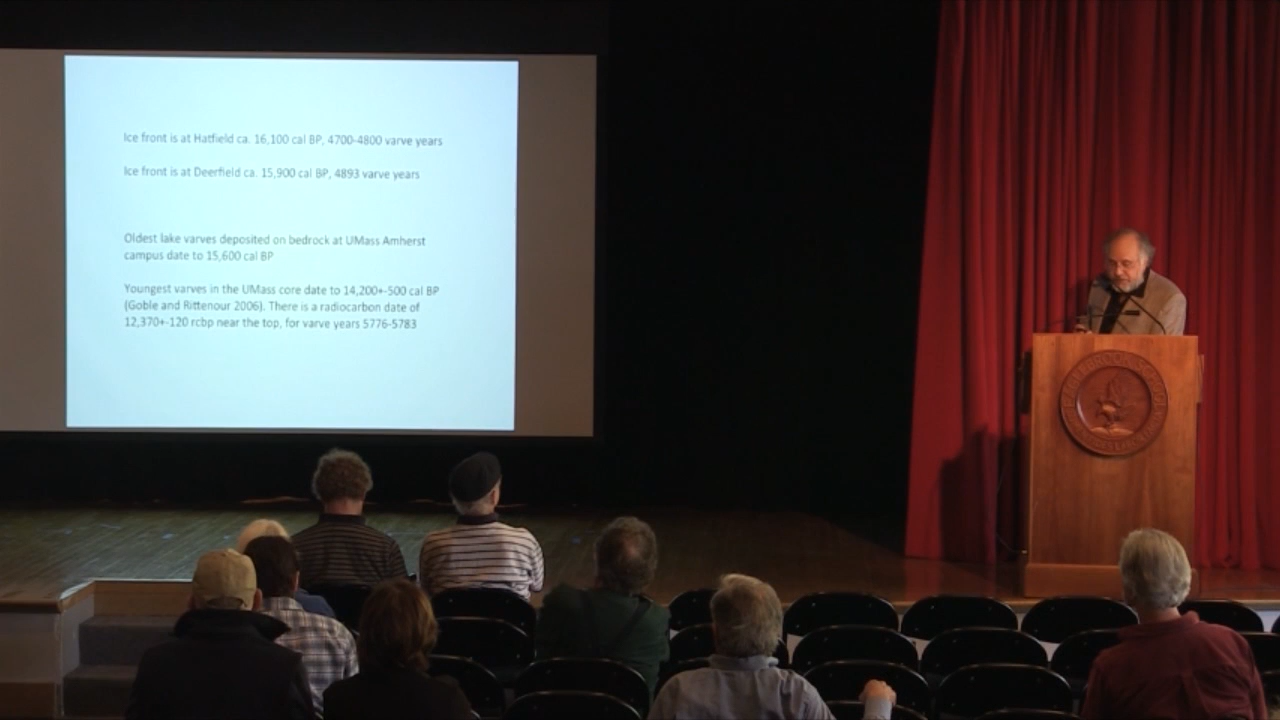 Ice front is at Hatfield ca. 16,100 cal BP, 4700-4800 varve years
Ice front is at Deerfield ca. 15,900 cal BP, 4893 varve years
Oldest lake varves deposited on bedrock at UMass Amherst
campus date to 15,600 cal BP
Youngest varves in the UMass core date to 14,200+-500 cal BP
(Goble and Rittenour 2006). There is a radiocarbon date of
12,370+-120 rcbp near the top, for varve years 5776-5783